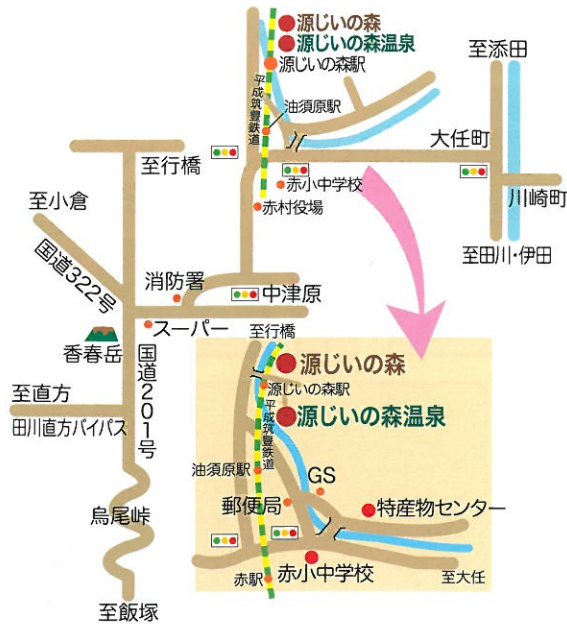 源じいの森
源じいの森温泉
源じいの森駅
平成筑豊鉄道
油須原駅
至添田
大任町
至行橋
赤小中学校
川崎町
至小倉
赤村役場
国道322号
至田川・伊田
消防署
中津原
スーパー
香春岳
国道201号
至直方
田川直方バイパス
烏尾峠
至飯塚
至行橋
源じいの森
源じいの森駅
平成筑豊鉄道
源じいの森温泉
油須原駅
GS
郵便局
特産物センター
赤小中学校
赤駅
至大任